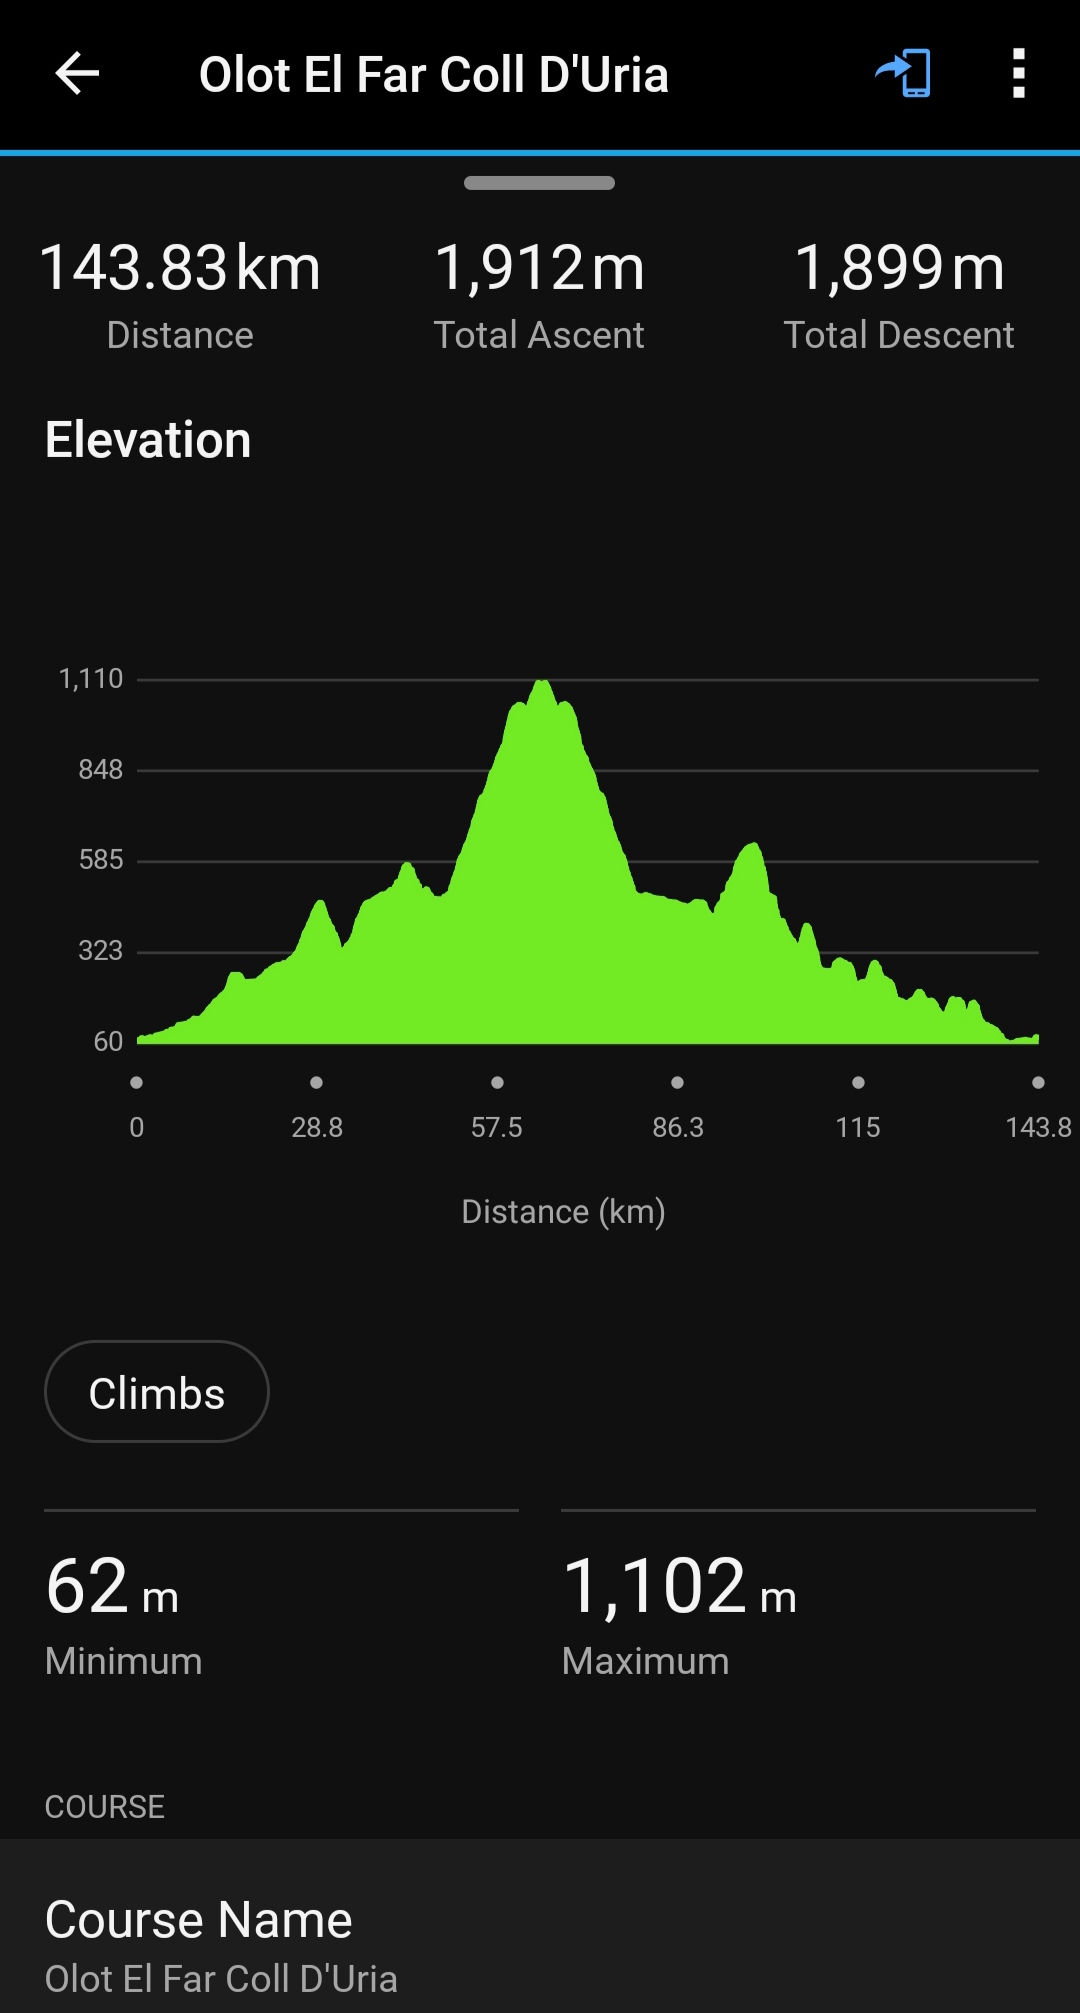 Olot El Far Coll D'Uria
143.83 km 1,912 m 1,899 m
Distance Total Ascent Total Descent
Elevation
1,110
848
585
323
60
0 28.8 57.5 86.3 115 143.8
Distance (km)
Climbs
62 m 1,102 m
Minimum Maximum
COURSE
Course Name
Olot El Far Coll D'Uria